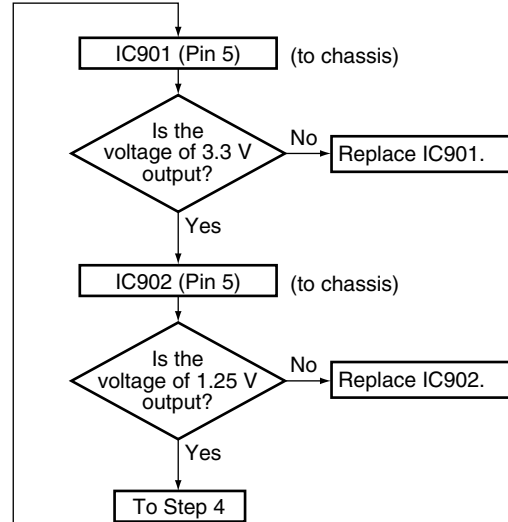 IC901 (Pin 5) (to chassis)
Is the
voltage of 3.3 V
output?
No
Replace IC901.
Yes
IC902 (Pin 5) (to chassis)
Is the
voltage of 1.25 V
output?
No
Replace IC902.
Yes
To Step 4